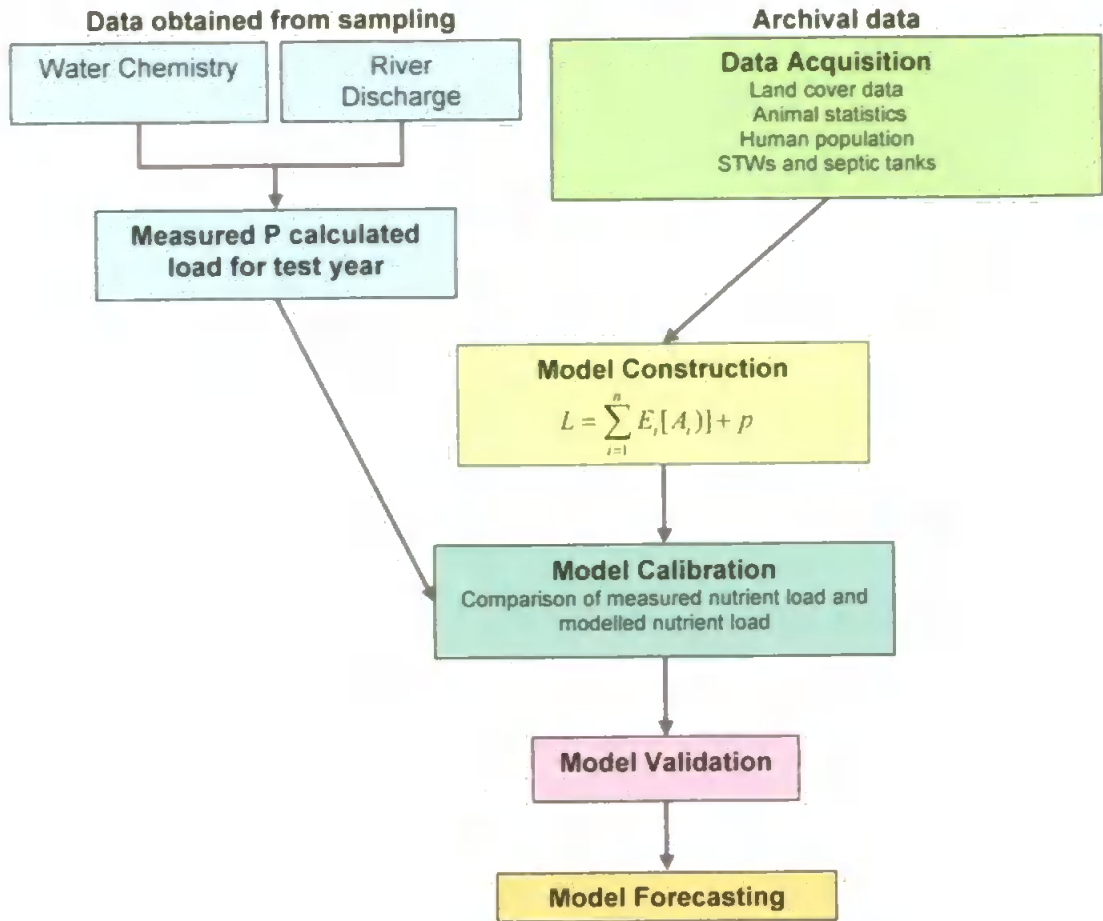 Data obtained from sampling
Archival data
Water Chemistry
River
Discharge
Data Acquisition
Land cover data
Animal statistics
Human population
STWs and septic tanks
Measured P calculated
load for test year
Model Construction
L = \sum_{i=1}^{n} E_i[A_i)] + p
Model Calibration
Comparison of measured nutrient load and
modelled nutrient load
Model Validation
Model Forecasting